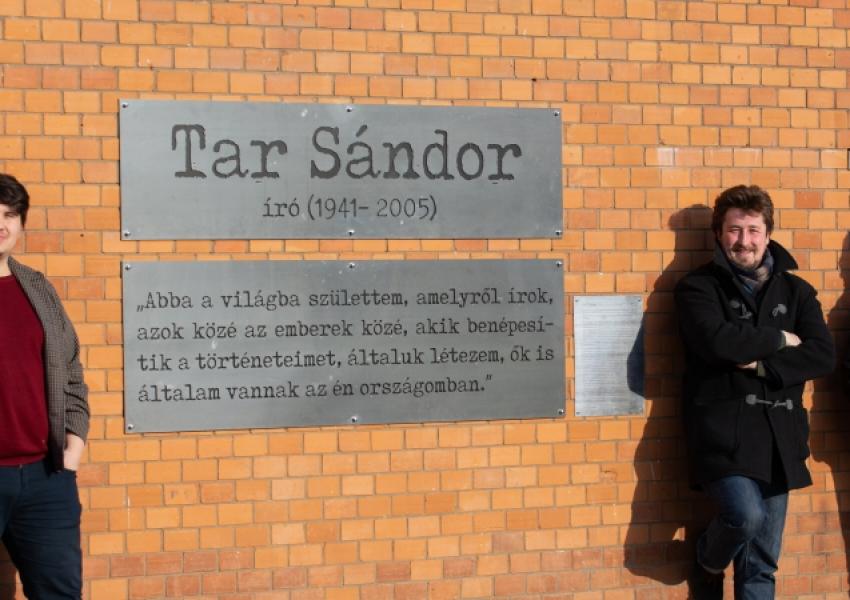 Tar Sándor
író (1941- 2005)
„Abba a világba születtem, amelyről írok,
azok közé az emberek közé, akik benépesí-
tik a történeteimet, általuk létezem, ők is
általam vannak az én országomban."